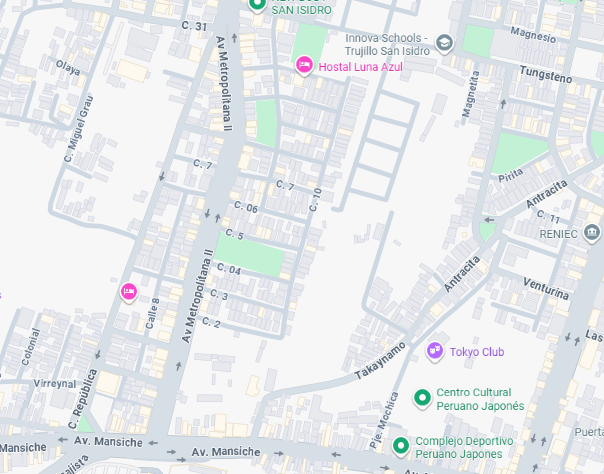 SAN ISIDRO
C. 31
Innova Schools -
Trujillo San Isidro
Magnesio
Olaya
Av Metropolitana II
Hostal Luna Azul
Tungsteno
C. Miguel Grau
Magnetita
C. 7
C. 7
Pirita
C. 10
Antracita
C. 06
C. 11
C. 5
RENIEC
C. 04
Antracita
Av Metropolitana II
Venturina
C. 3
Calle 8
C. 2
Las
Colonial
Takaynamo
Tokyo Club
Virreynal
C. República
Centro Cultural
Peruano Japonés
Pje. Mochica
Puerta
Av. Mansiche
Complejo Deportivo
Peruano Japones
Mansiche
Av. Mansiche